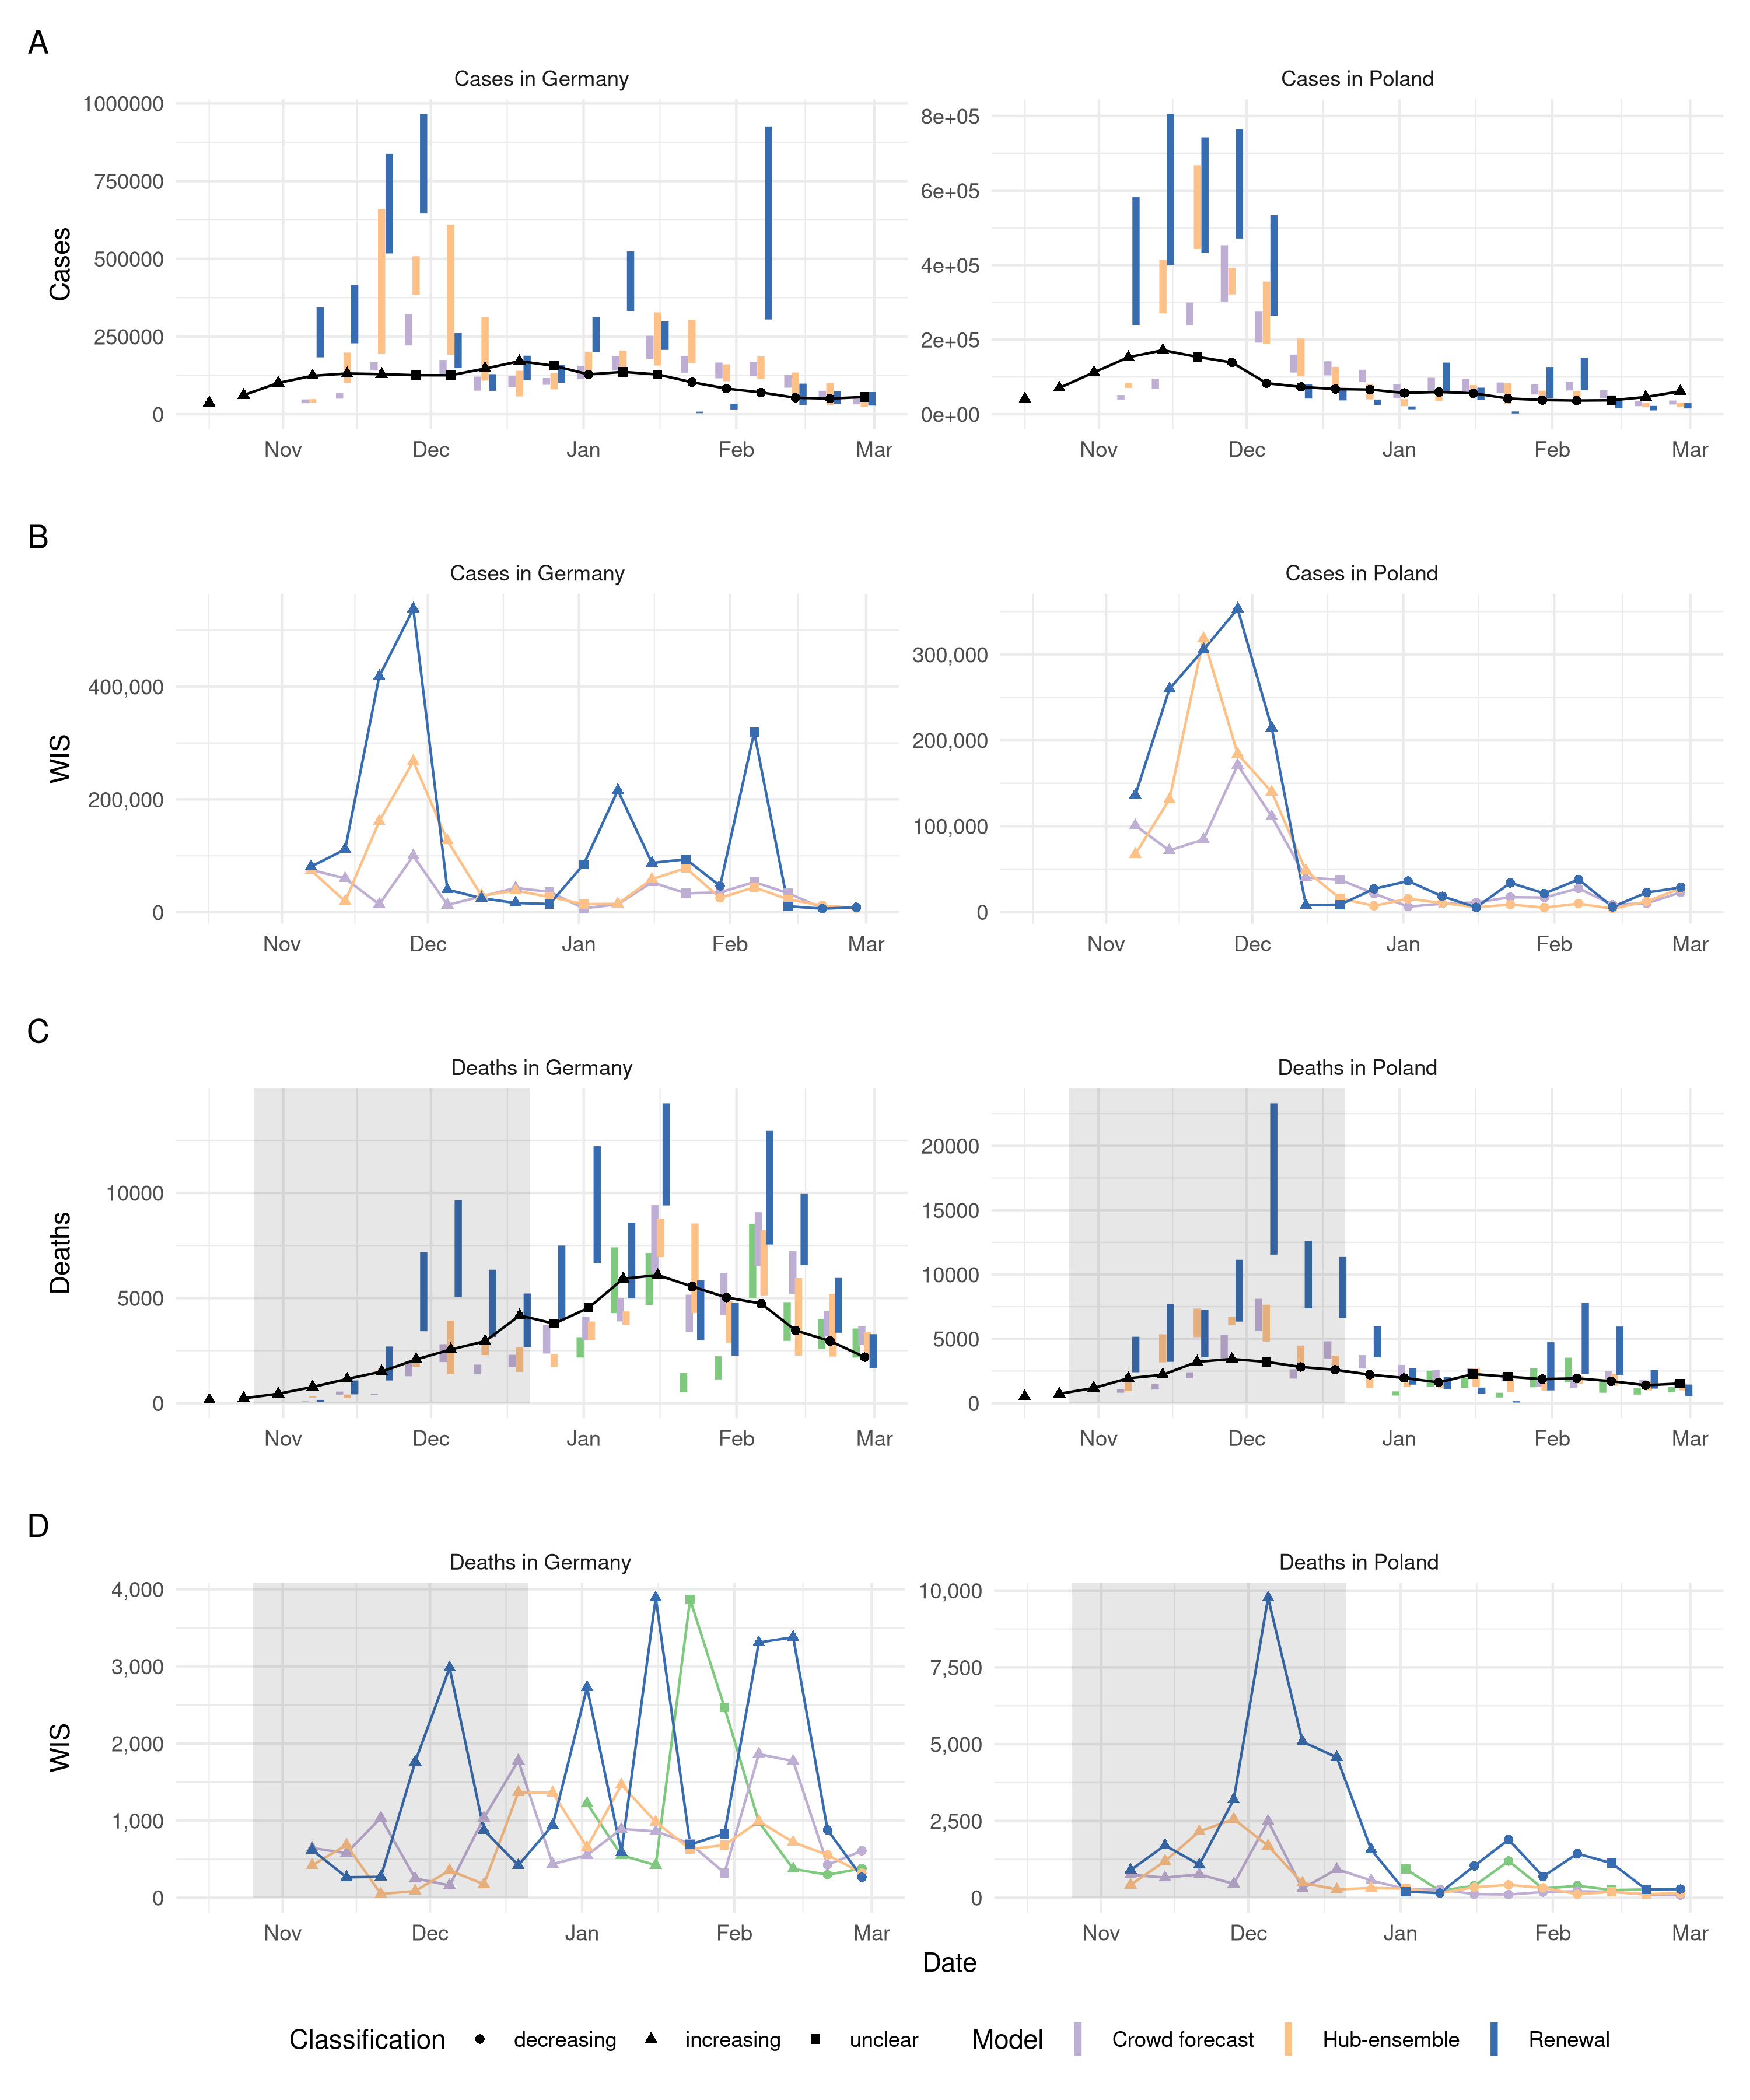 A
Cases in Germany
Cases in Poland
Cases
1000000
750000
500000
250000
0
8e+05
6e+05
4e+05
2e+05
0e+00
Nov Dec Jan Feb Mar
Nov Dec Jan Feb Mar
B
Cases in Germany
Cases in Poland
WIS
400,000
200,000
0
300,000
200,000
100,000
0
Nov Dec Jan Feb Mar
Nov Dec Jan Feb Mar
C
Deaths in Germany
Deaths in Poland
Deaths
10000
5000
0
20000
15000
10000
5000
0
Nov Dec Jan Feb Mar
Nov Dec Jan Feb Mar
D
Deaths in Germany
Deaths in Poland
WIS
4,000
3,000
2,000
1,000
0
10,000
7,500
5,000
2,500
0
Nov Dec Jan Feb Mar
Nov Dec Jan Feb Mar
Date
Classification decreasing increasing unclear Model Crowd forecast Hub-ensemble Renewal